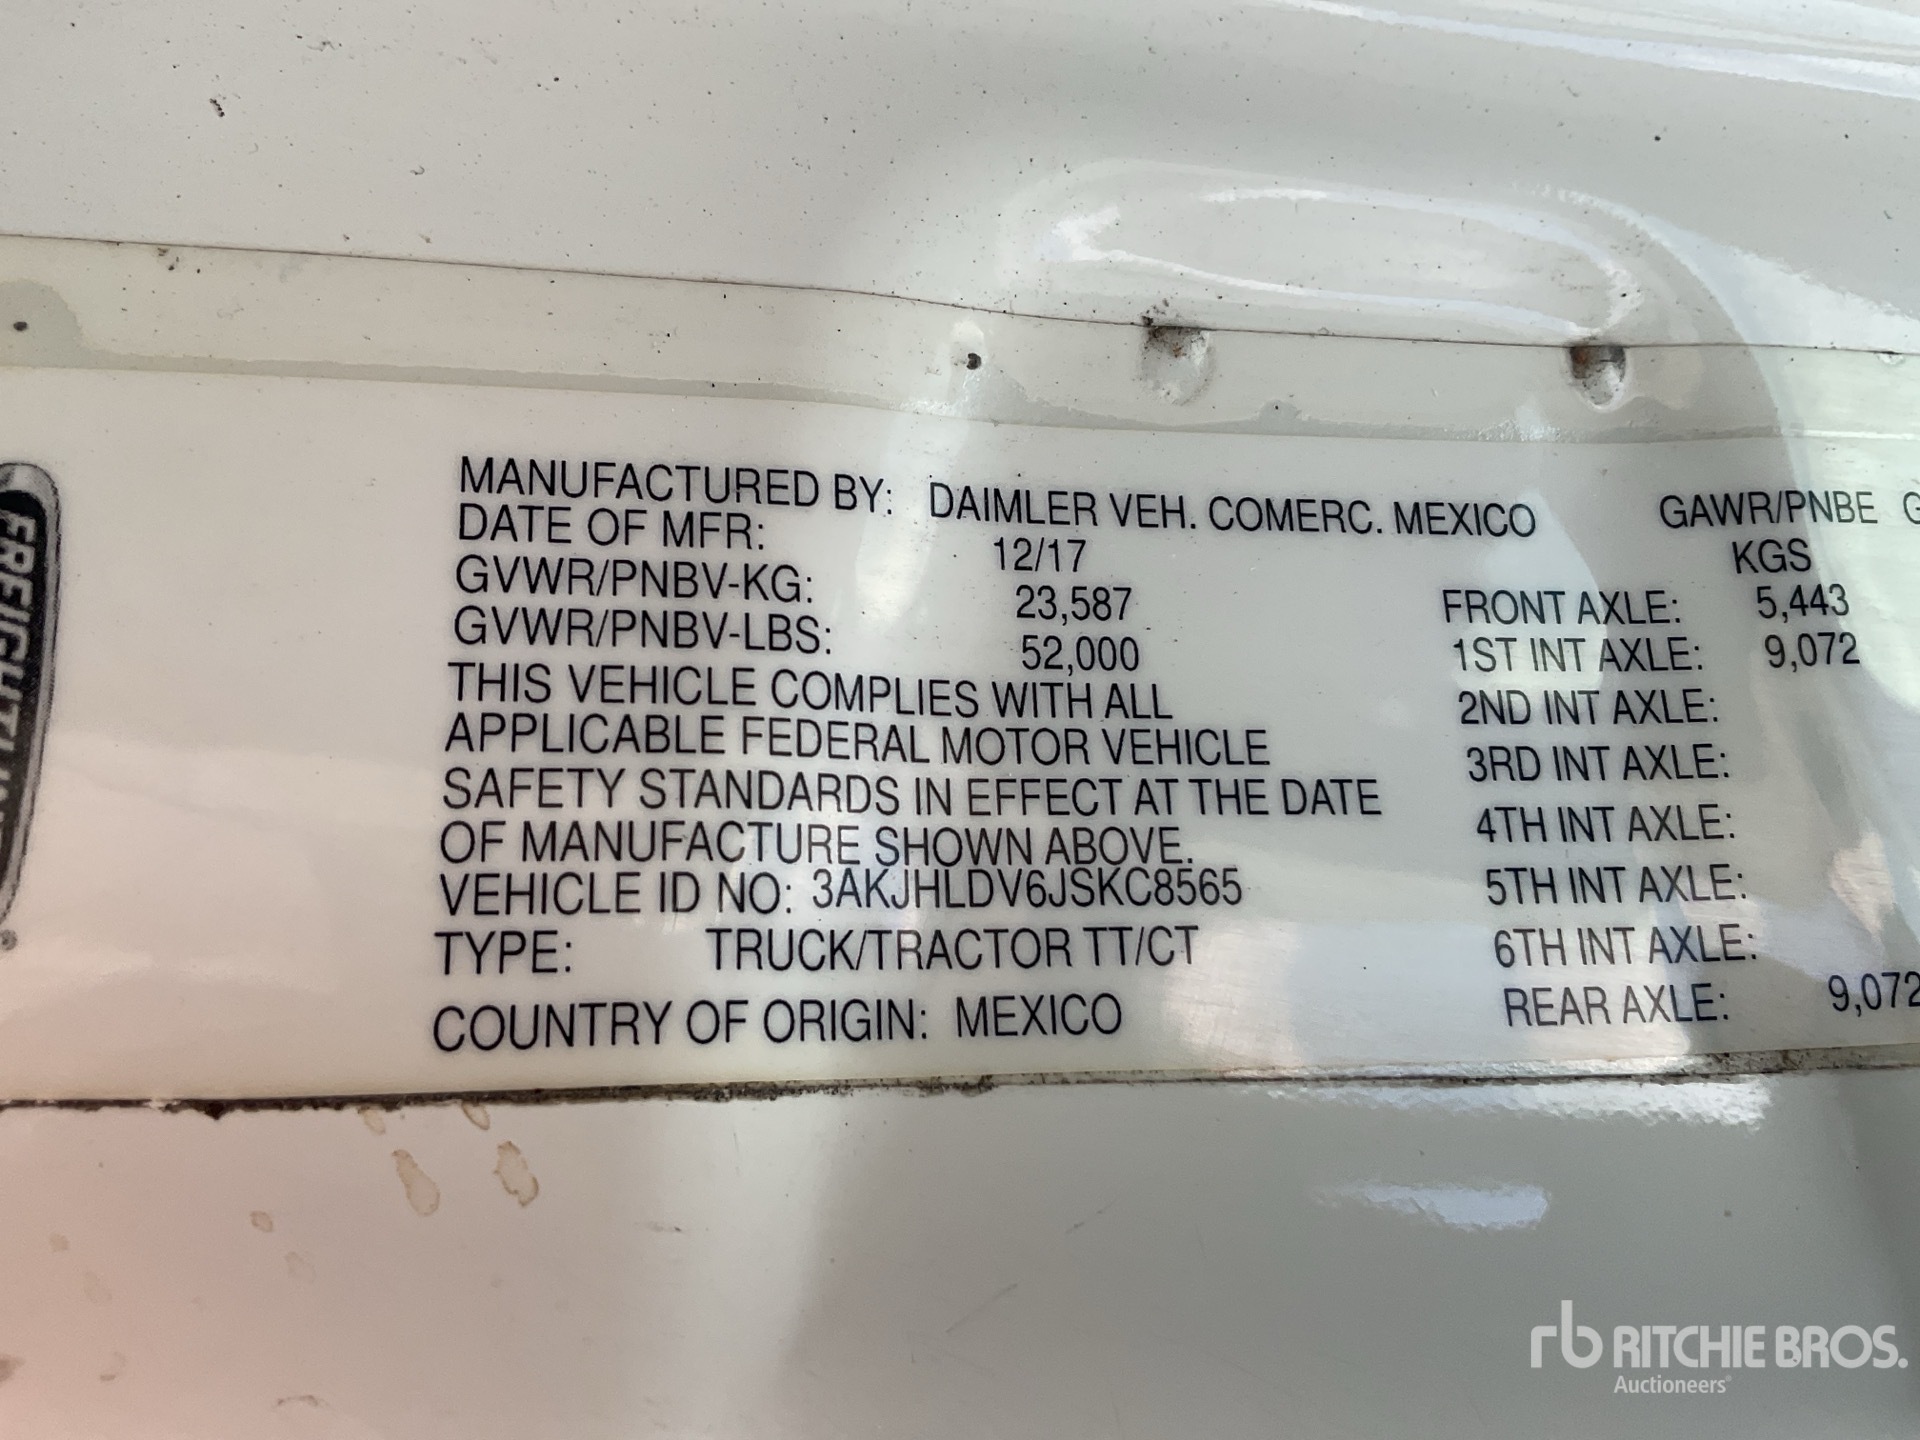 FREIGHTLINER
MANUFACTURED BY: DAIMLER VEH. COMERC. MEXICO
DATE OF MFR: 12/17
GVWR/PNBV-KG: 23,587
GVWR/PNBV-LBS: 52,000
THIS VEHICLE COMPLIES WITH ALL
APPLICABLE FEDERAL MOTOR VEHICLE
SAFETY STANDARDS IN EFFECT AT THE DATE
OF MANUFACTURE SHOWN ABOVE.
VEHICLE ID NO: 3AKJHLDV6JSKC8565
TYPE: TRUCK/TRACTOR TT/CT
COUNTRY OF ORIGIN: MEXICO
GAWR/PNBE G
KGS
FRONT AXLE: 5,443
1ST INT AXLE: 9,072
2ND INT AXLE:
3RD INT AXLE:
4TH INT AXLE:
5TH INT AXLE:
6TH INT AXLE:
REAR AXLE: 9,072
rb RITCHIE BROS.
Auctioneers